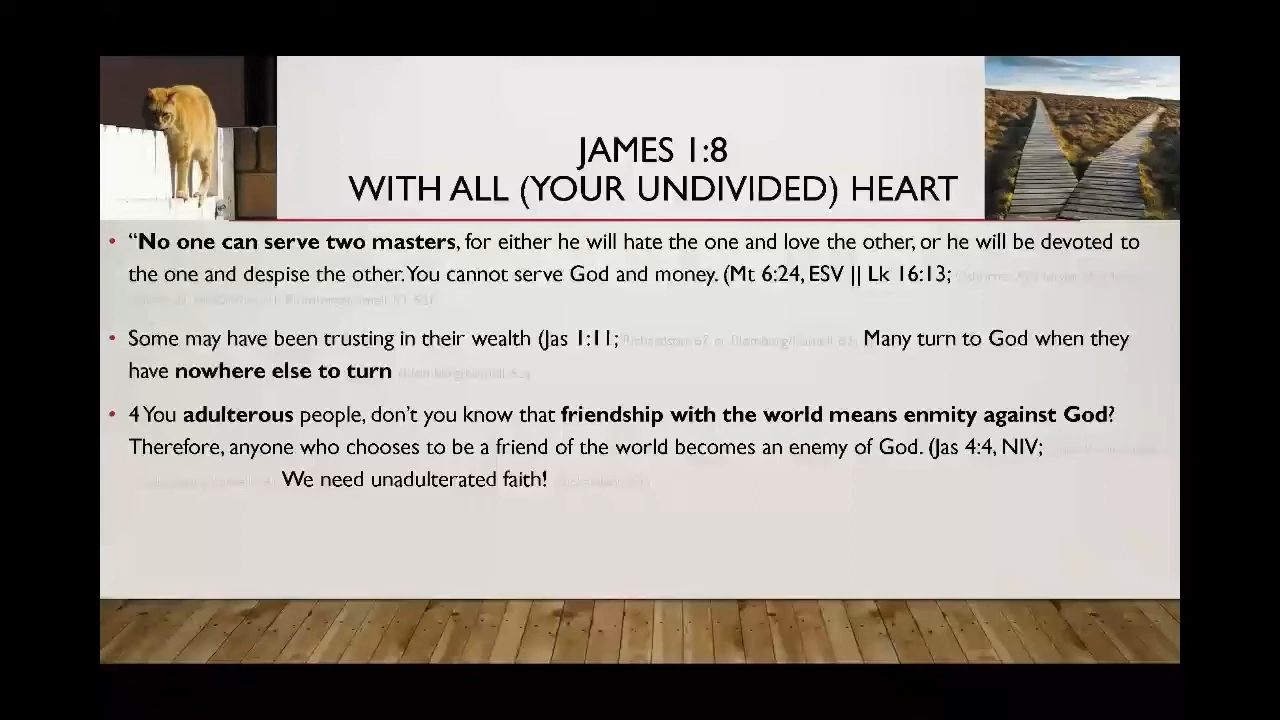 JAMES 1:8
WITH ALL (YOUR UNDIVIDED) HEART
• “No one can serve two masters, for either he will hate the one and love the other, or he will be devoted to
the one and despise the other. You cannot serve God and money. (Mt 6:24, ESV || Lk 16:13;
• Some may have been trusting in their wealth (Jas 1:11; Many turn to God when they
have nowhere else to turn
• 4 You adulterous people, don’t you know that friendship with the world means enmity against God?
Therefore, anyone who chooses to be a friend of the world becomes an enemy of God. (Jas 4:4, NIV;
We need unadulterated faith!